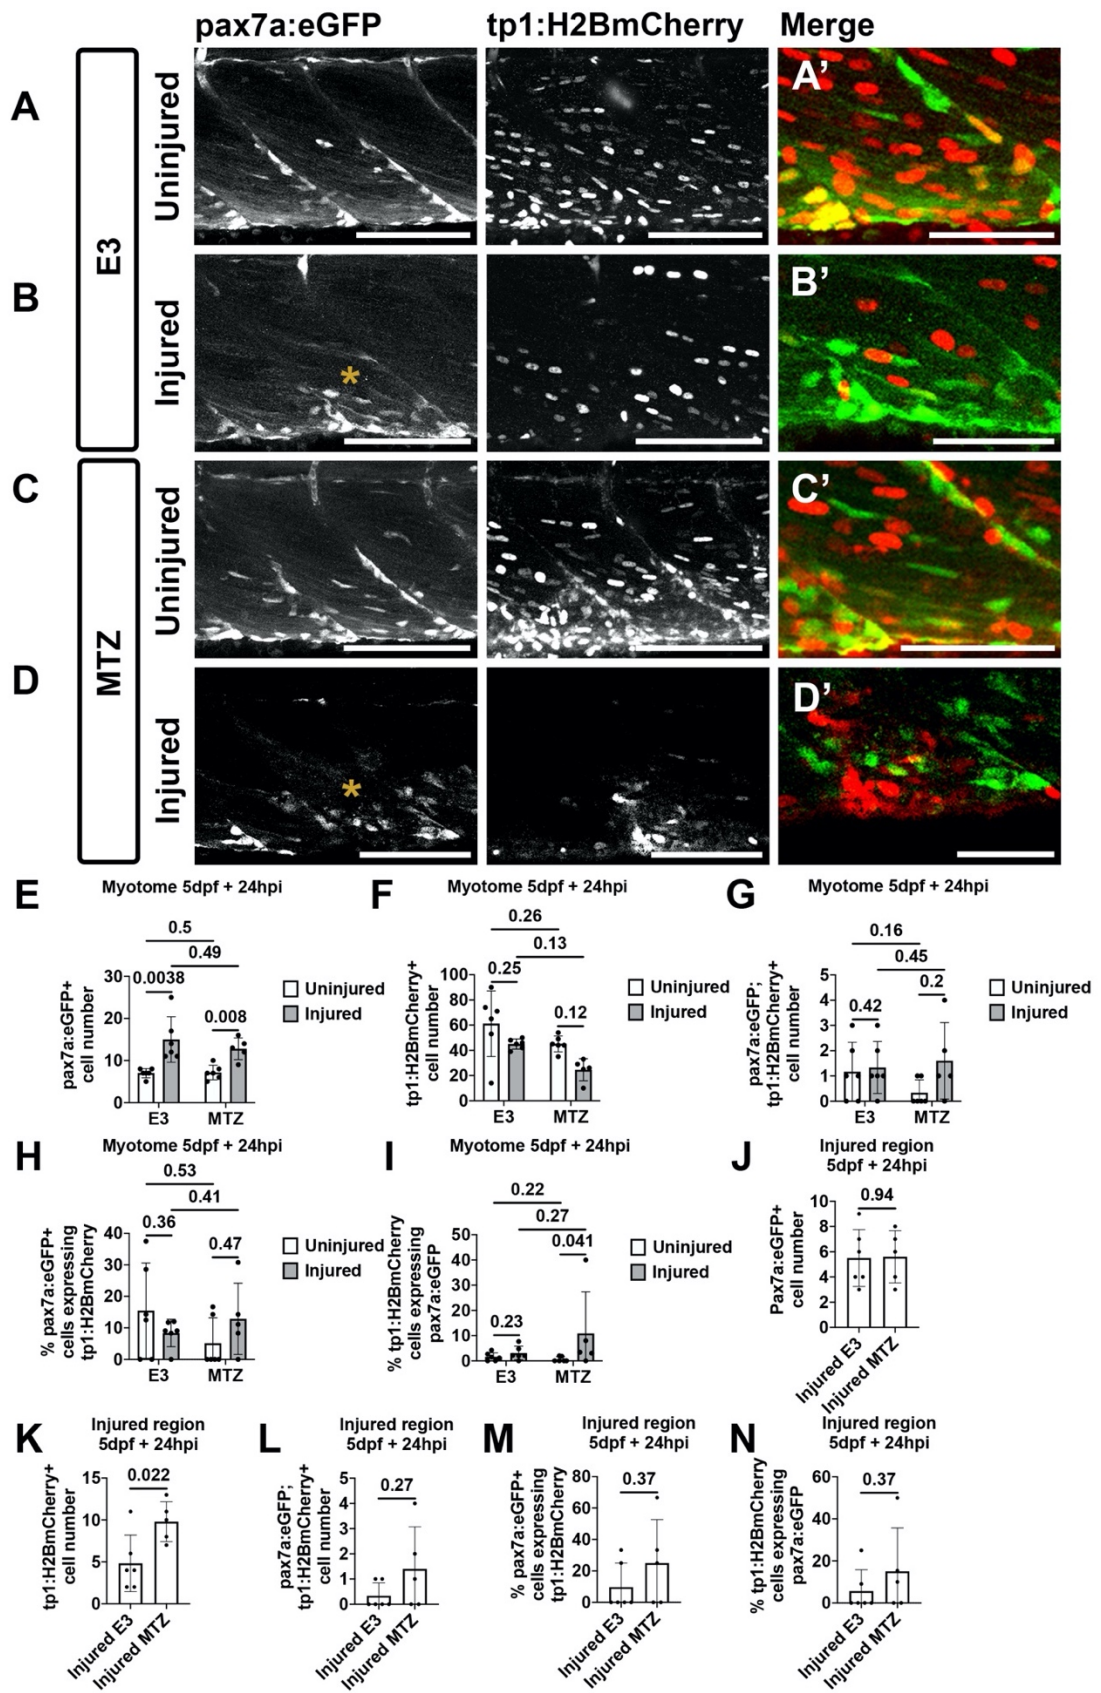 pax7a:eGFP tp1:H2BmCherry Merge
E3
A
Uninjured
A'
B
Injured
*
B'
MTZ
C
Uninjured
C'
D
Injured
*
D'
E
Myotome 5dpf + 24hpi
0.5
0.49
0.0038
0.008
pax7a:eGFP+
cell number
30
20
10
0
E3 MTZ
Uninjured
Injured
F
Myotome 5dpf + 24hpi
0.26
0.13
0.25
0.12
tp1:H2BmCherry+
cell number
100
80
60
40
20
0
E3 MTZ
Uninjured
Injured
G
Myotome 5dpf + 24hpi
0.16
0.45
0.2
0.42
pax7a:eGFP;
tp1:H2BmCherry+
cell number
5
4
3
2
1
0
E3 MTZ
Uninjured
Injured
H
Myotome 5dpf + 24hpi
0.53
0.41
0.36
0.47
% pax7a:eGFP+
cells expressing
tp1:H2BmCherry
40
30
20
10
0
E3 MTZ
Uninjured
Injured
I
Myotome 5dpf + 24hpi
0.22
0.27
0.041
0.23
% tp1:H2BmCherry
cells expressing
pax7a:eGFP
50
40
30
20
10
0
E3 MTZ
Uninjured
Injured
J
Injured region
5dpf + 24hpi
0.94
Pax7a:eGFP+
cell number
10
8
6
4
2
0
Injured E3
Injured MTZ
K
Injured region
5dpf + 24hpi
0.022
tp1:H2BmCherry+
cell number
15
10
5
0
Injured E3
Injured MTZ
L
Injured region
5dpf + 24hpi
0.27
pax7a:eGFP;
tp1:H2BmCherry+
cell number
5
4
3
2
1
0
Injured E3
Injured MTZ
M
Injured region
5dpf + 24hpi
0.37
% pax7a:eGFP+
cells expressing
tp1:H2BmCherry
80
60
40
20
0
Injured E3
Injured MTZ
N
Injured region
5dpf + 24hpi
0.37
% tp1:H2BmCherry
cells expressing
pax7a:eGFP
60
40
20
0
Injured E3
Injured MTZ